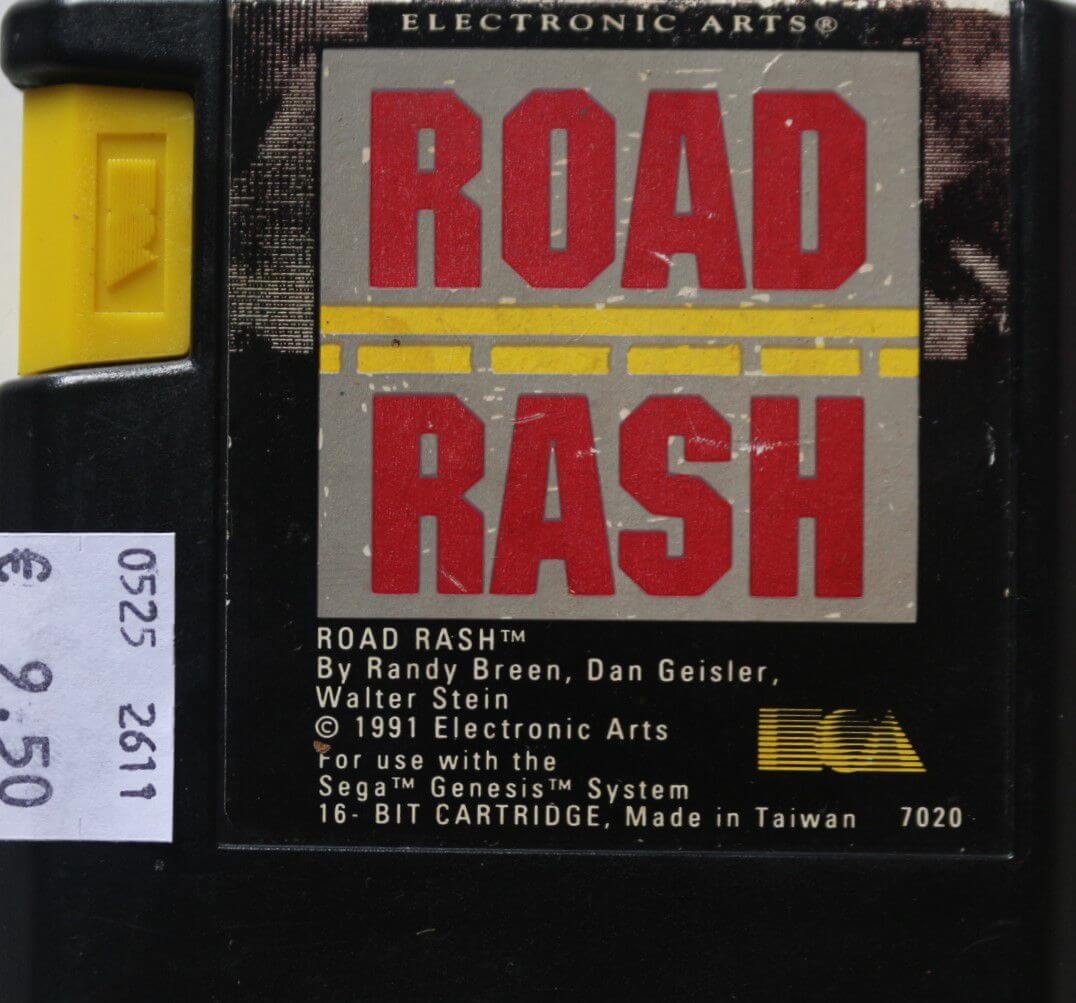 ELECTRONIC ARTS®
ROAD
RASH
ROAD RASH™
By Randy Breen, Dan Geisler,
Walter Stein
© 1991 Electronic Arts
For use with the
Sega™ Genesis™ System
16- BIT CARTRIDGE, Made in Taiwan 7020
EA
0525 2611
€ 9.50